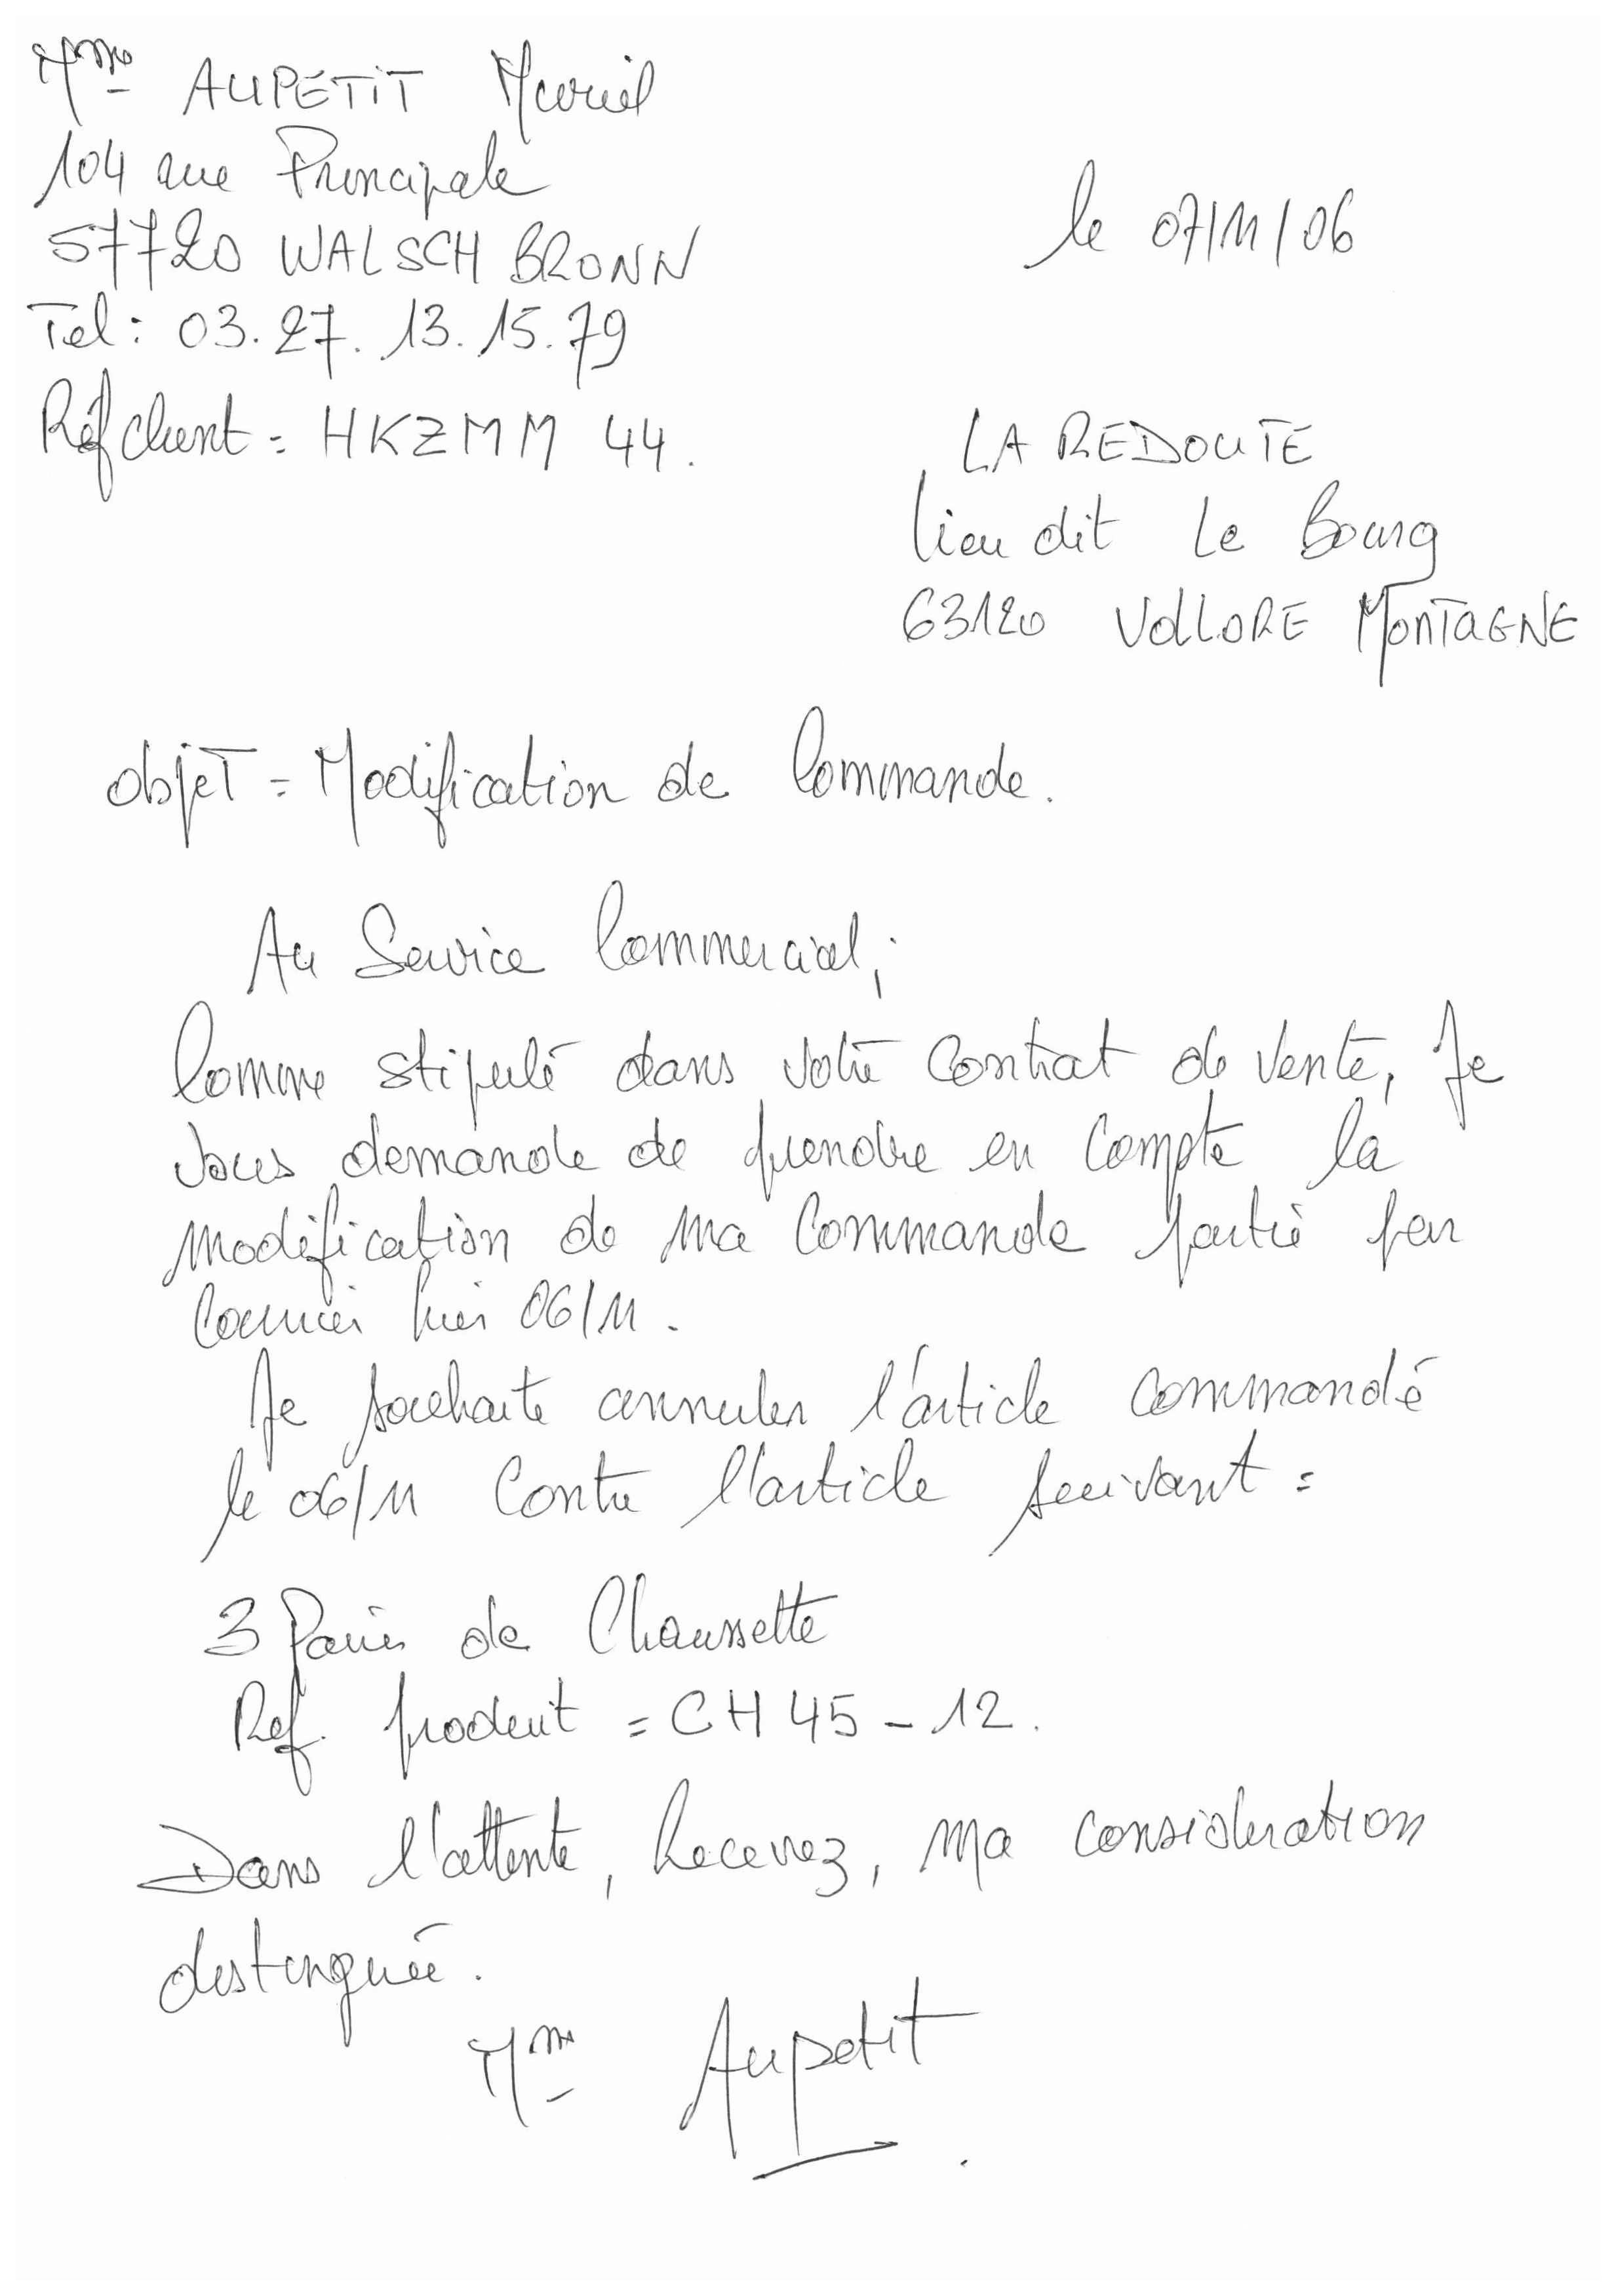 Mme AUPETIT Muriel
104 rue Principale
57720 WALSCH BRONN
Tel : 03.27.13.15.79
Réf client = HKZMM 44.
le 07/11/06
LA REDOUTE
lieu dit Le Bourg
63120 VOLLORE MONTAGNE
objet = Modification de Commande.
Au Service Commercial,
Comme stipulé dans votre contrat de vente, Je
vous demande de prendre en compte la
modification de ma commande partie par
courrier hier 06/11.
Je souhaite annuler l'article commandé
le 06/11 contre l'article suivant =
3 Paires de Chaussette
Ref. produit = CH45-12.
Dans l'attente, Recevez, ma consideration
distinguée.
Mme Aupetit